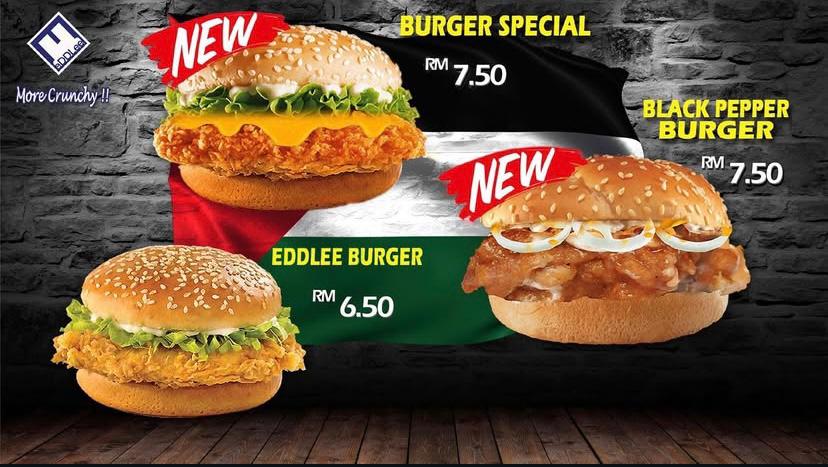 EDDLee
More Crunchy !!
NEW
BURGER SPECIAL
RM 7.50
NEW
BLACK PEPPER
BURGER
RM 7.50
EDDLEE BURGER
RM 6.50